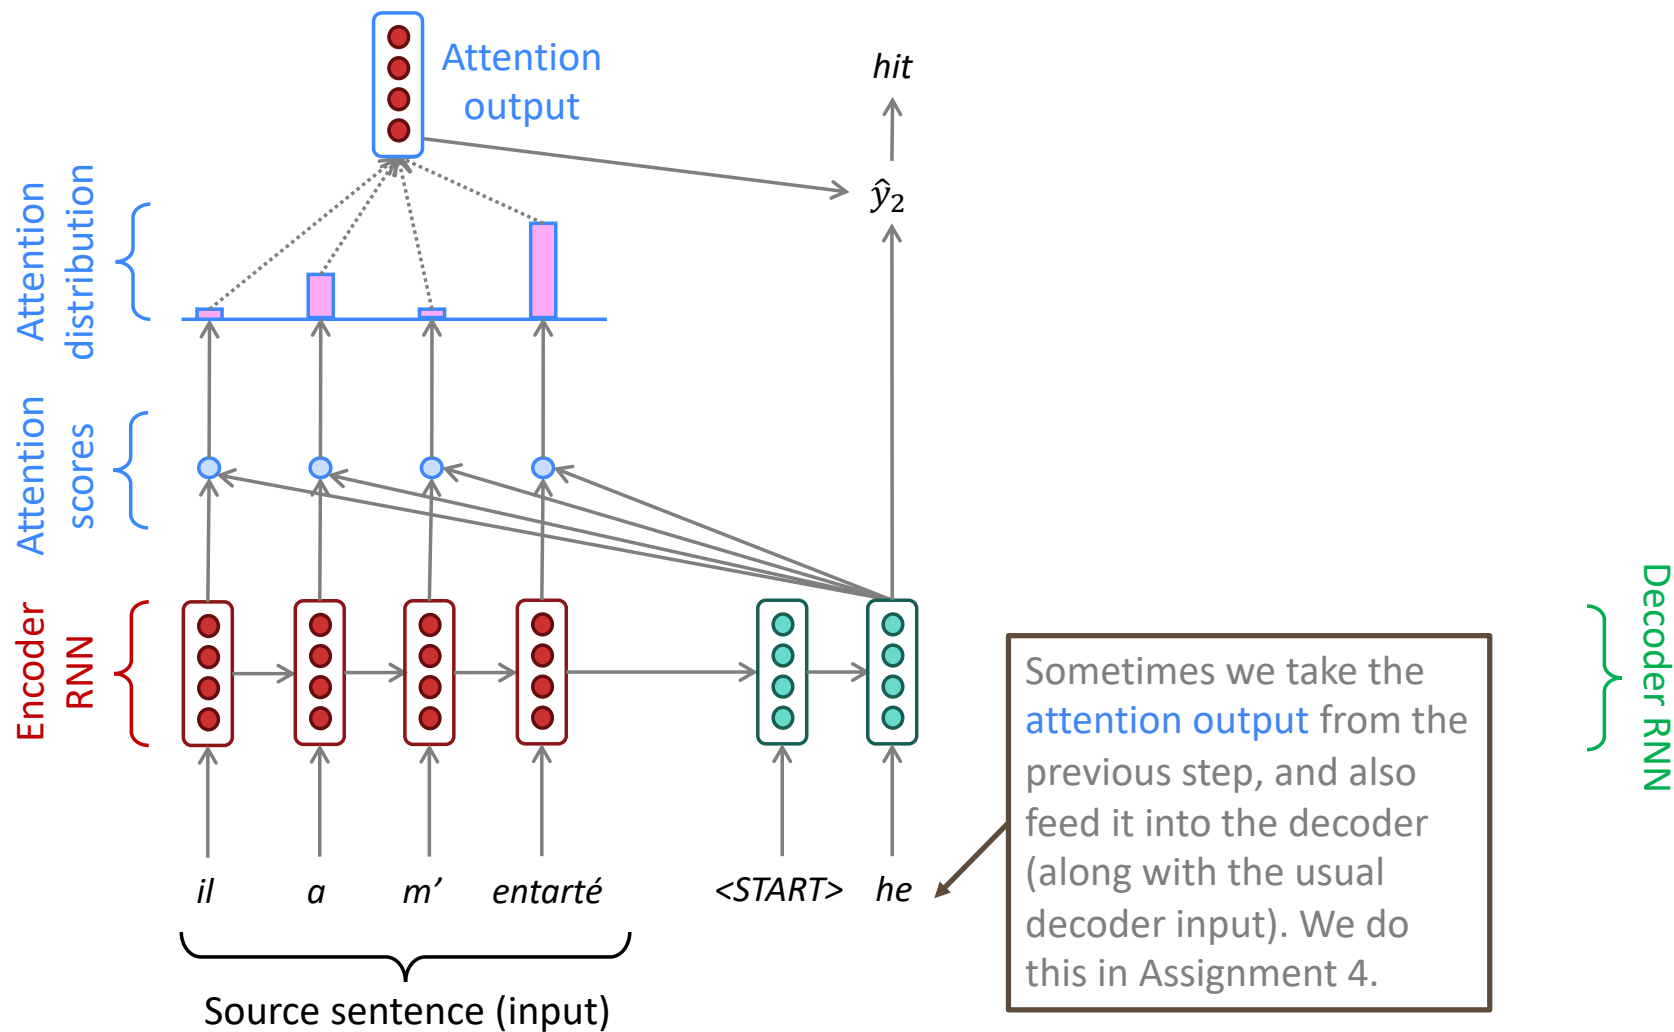 Attention
output
hit
ŷ₂
Attention
distribution
Attention
scores
Encoder
RNN
Decoder RNN
il a m’ entarté <START> he
Source sentence (input)
Sometimes we take the
attention output from the
previous step, and also
feed it into the decoder
(along with the usual
decoder input). We do
this in Assignment 4.